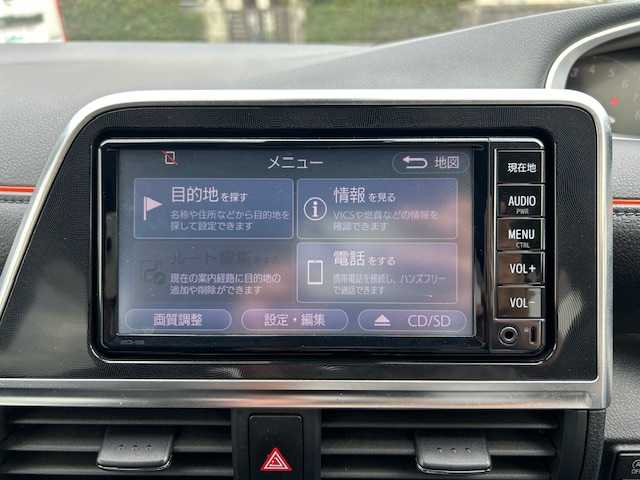 メニュー
地図
現在地
目的地を探す
名称や住所などから目的地を
探して設定できます
情報を見る
VICSや燃費などの情報を
確認できます
AUDIO
PWR
MENU
CTRL
ルート編集
現在の案内経路に目的地の
追加や削除ができます
電話をする
携帯電話を接続し、ハンズフリー
で通話できます
VOL+
VOL-
画質調整
設定・編集
CD/SD
OFF